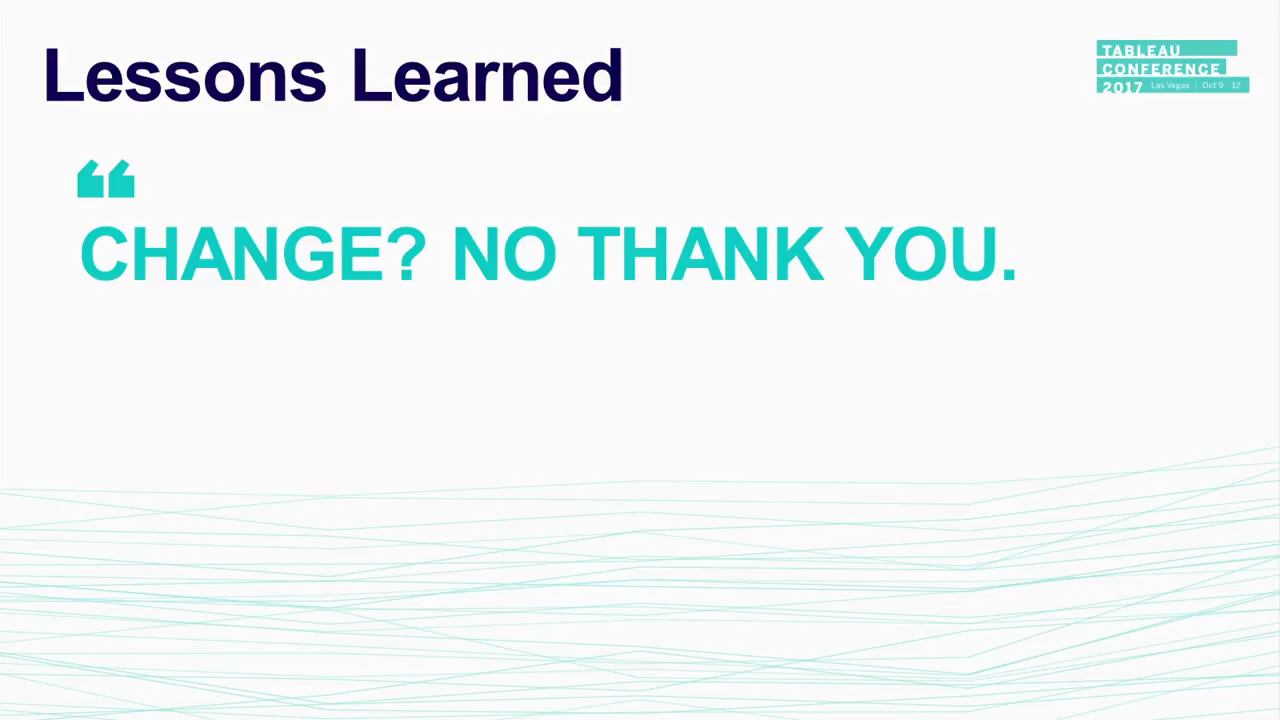 Lessons Learned
TABLEAU
CONFERENCE
2017 Las Vegas | Oct 9 12
“
CHANGE? NO THANK YOU.